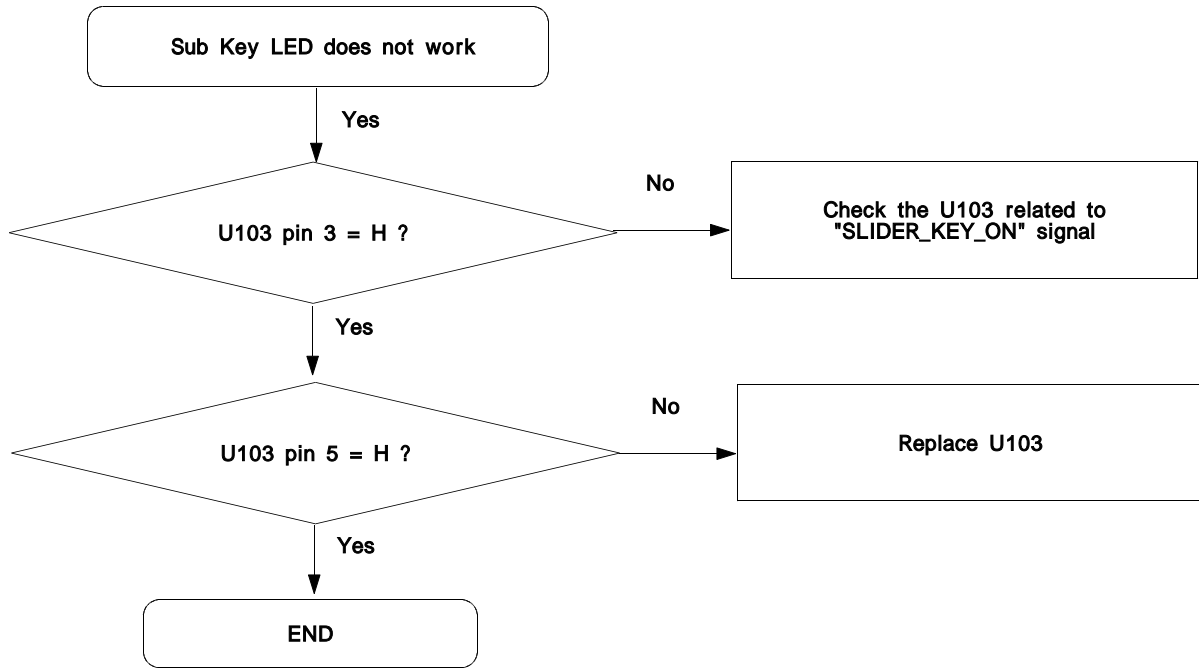 Sub Key LED does not work
Yes
U103 pin 3 = H ?
No
Check the U103 related to
"SLIDER_KEY_ON" signal
Yes
U103 pin 5 = H ?
No
Replace U103
Yes
END